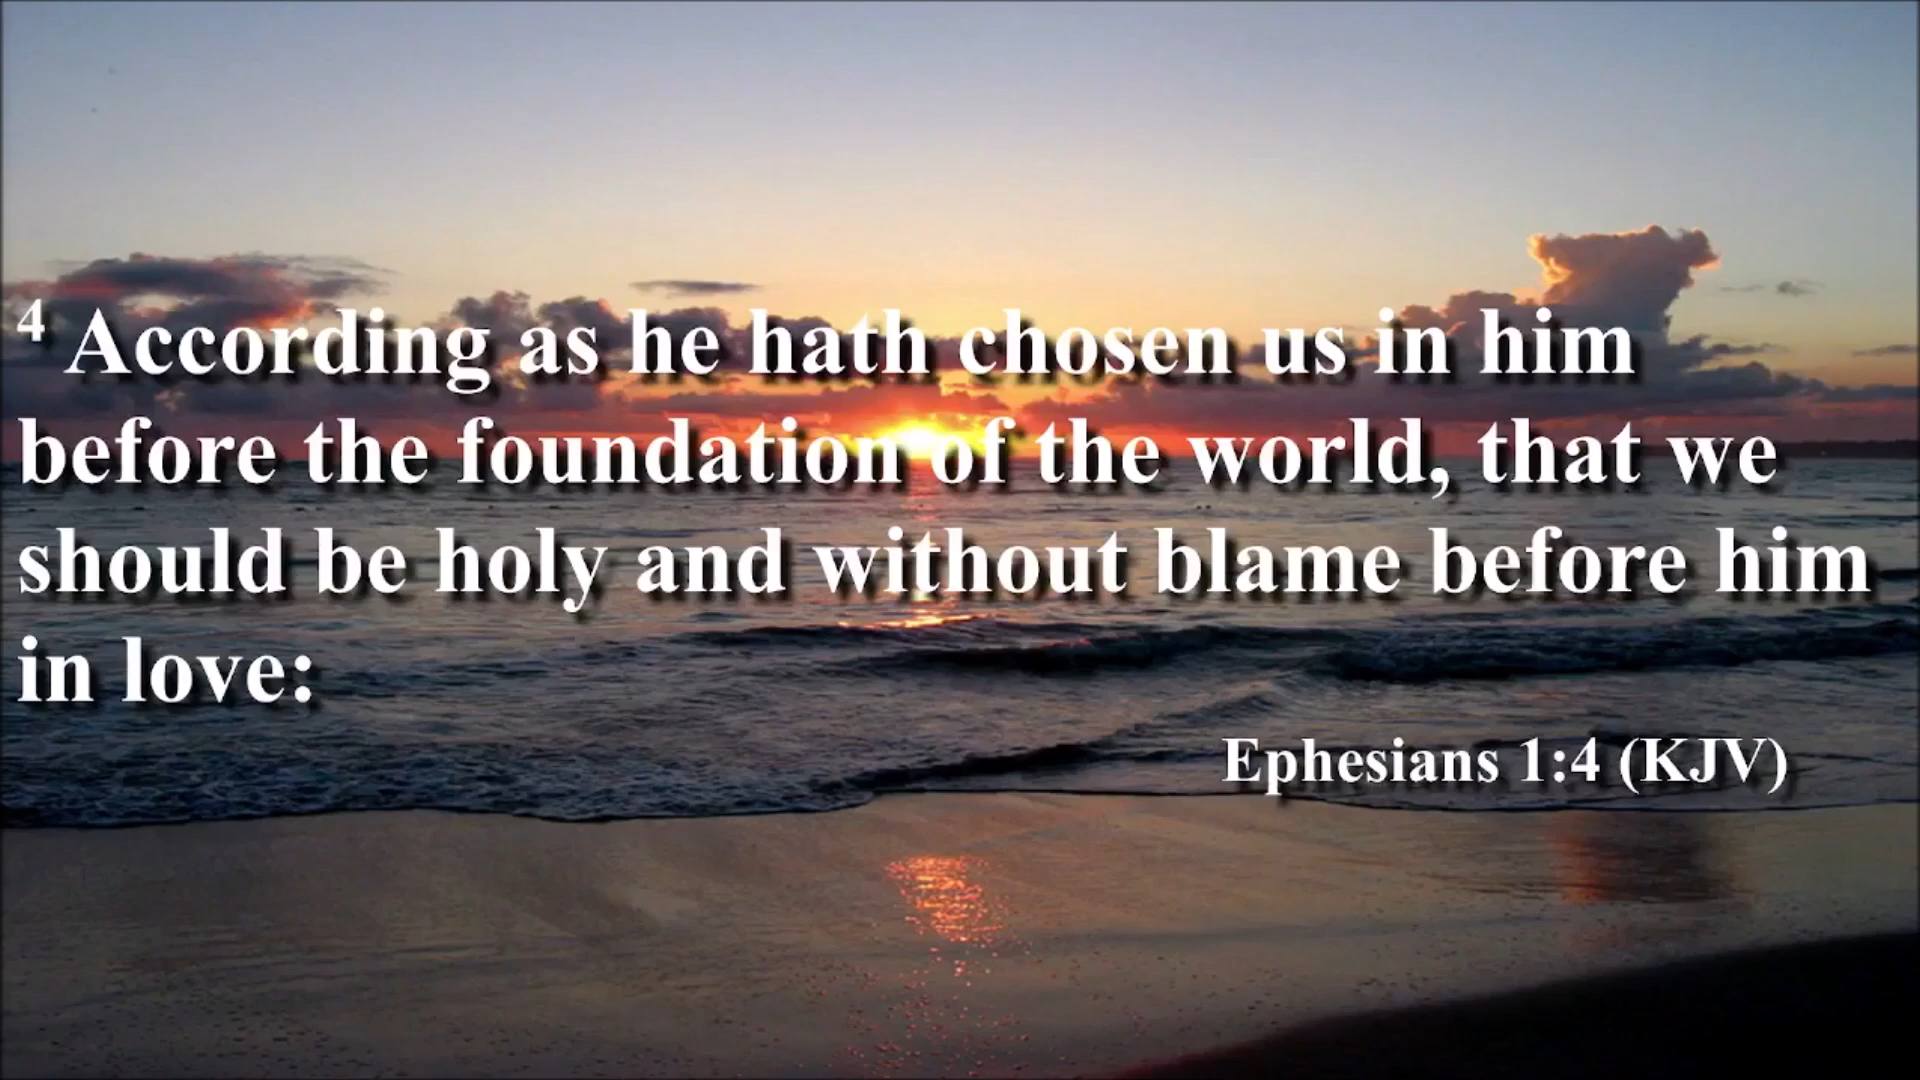 4 According as he hath chosen us in him
before the foundation of the world, that we
should be holy and without blame before him
in love:
Ephesians 1:4 (KJV)